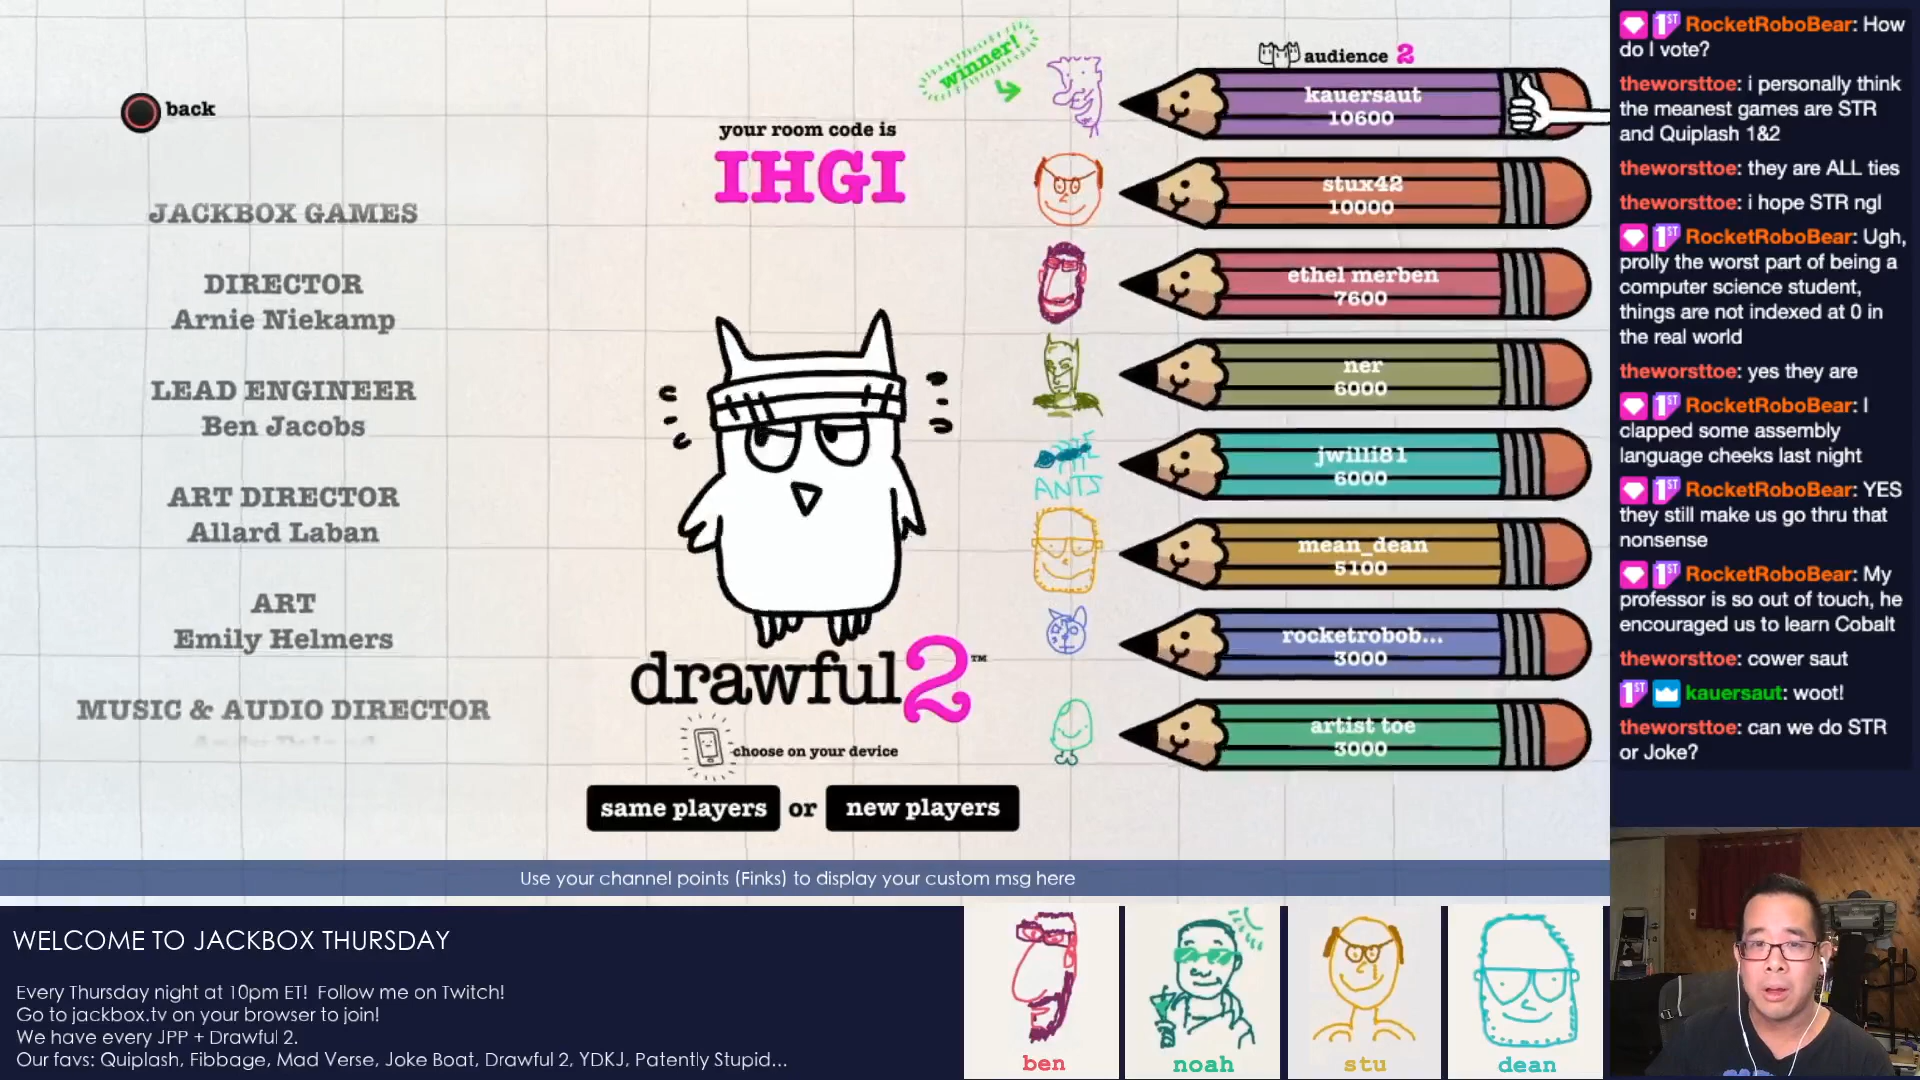 back
JACKBOX GAMES
DIRECTOR
Arnie Niekamp
LEAD ENGINEER
Ben Jacobs
ART DIRECTOR
Allard Laban
ART
Emily Helmers
MUSIC & AUDIO DIRECTOR
your room code is
IHGI
drawful 2™
choose on your device
same players or new players
winner!
audience 2
kauersaut
10600
stux42
10000
ethel merben
7600
ner
6000
ANTS
jwilli81
6000
mean_dean
5100
rocketrobob...
3000
artist toe
3000
1ST RocketRoboBear: How
do I vote?
theworsttoe: i personally think
the meanest games are STR
and Quiplash 1&2
theworsttoe: they are ALL ties
theworsttoe: i hope STR ngl
1ST RocketRoboBear: Ugh,
prolly the worst part of being a
computer science student,
things are not indexed at 0 in
the real world
theworsttoe: yes they are
1ST RocketRoboBear: I
clapped some assembly
language cheeks last night
1ST RocketRoboBear: YES
they still make us go thru that
nonsense
1ST RocketRoboBear: My
professor is so out of touch, he
encouraged us to learn Cobalt
theworsttoe: cower saut
1ST kauersaut: woot!
theworsttoe: can we do STR
or Joke?
Use your channel points (Finks) to display your custom msg here
WELCOME TO JACKBOX THURSDAY
Every Thursday night at 10pm ET! Follow me on Twitch!
Go to jackbox.tv on your browser to join!
We have every JPP + Drawful 2.
Our favs: Quiplash, Fibbage, Mad Verse, Joke Boat, Drawful 2, YDKJ, Patently Stupid...
ben
noah
stu
dean